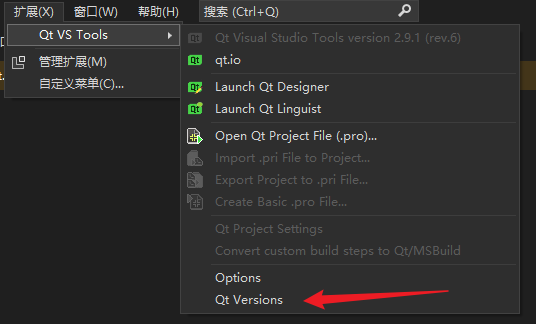 扩展(X) 窗口(W) 帮助(H) 搜索 (Ctrl+Q)
Qt VS Tools
管理扩展(M)
自定义菜单(C)...
Qt Visual Studio Tools version 2.9.1 (rev.6)
qt.io
Launch Qt Designer
Launch Qt Linguist
Open Qt Project File (.pro)...
Import .pri File to Project...
Export Project to .pri File...
Create Basic .pro File...
Qt Project Settings
Convert custom build steps to Qt/MSBuild
Options
Qt Versions